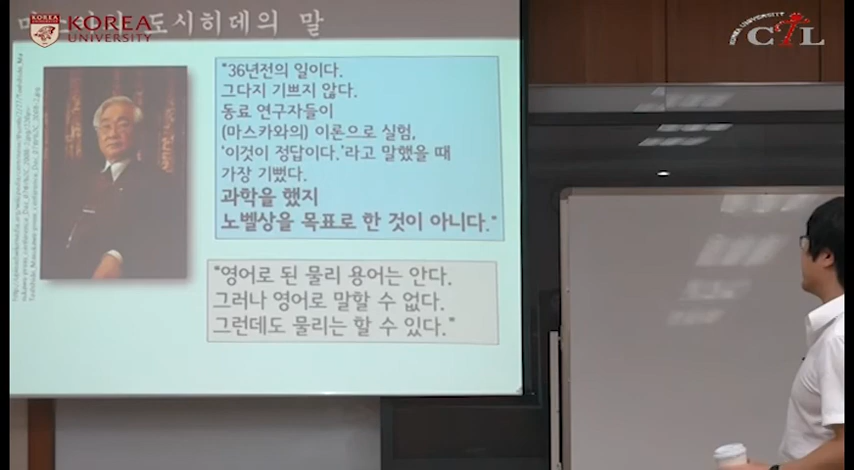 KOREA
UNIVERSITY
도시히데의 말
KOREA UNIVERSITY
CTL
"36년전의 일이다.
그다지 기쁘지 않다.
동료 연구자들이
(마스카와의) 이론으로 실험,
'이것이 정답이다.'라고 말했을 때
가장 기뻤다.
과학을 했지
노벨상을 목표로 한 것이 아니다."
"영어로 된 물리 용어는 안다.
그러나 영어로 말할 수 없다.
그런데도 물리는 할 수 있다."